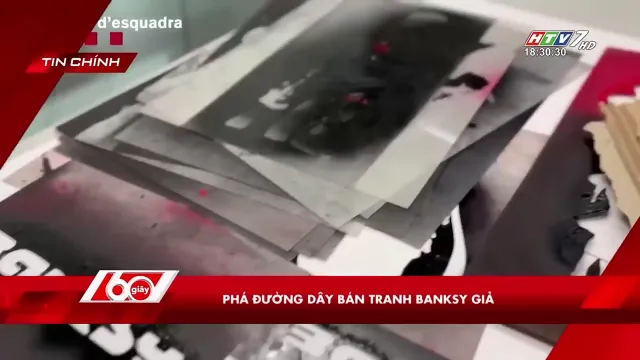 d'esquadra
HTV7 HD
18:30:30
TIN CHÍNH
60 giây
PHÁ ĐƯỜNG DÂY BÁN TRANH BANKSY GIẢ